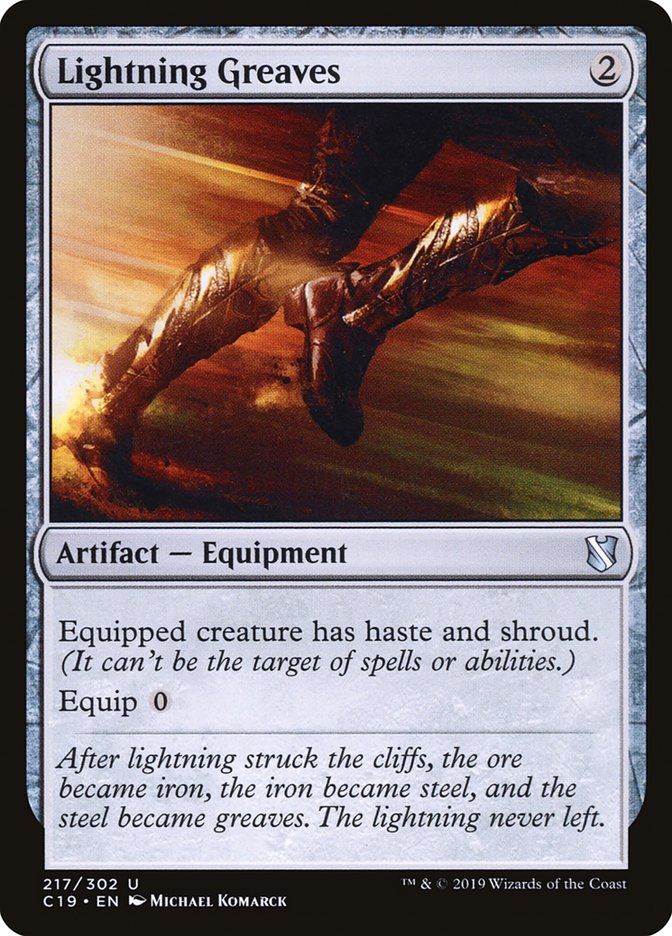 Lightning Greaves 2
Artifact — Equipment
Equipped creature has haste and shroud.
(It can't be the target of spells or abilities.)
Equip 0
After lightning struck the cliffs, the ore
became iron, the iron became steel, and the
steel became greaves. The lightning never left.
217/302 U
™ & © 2019 Wizards of the Coast
C19 • EN Michael Komarck